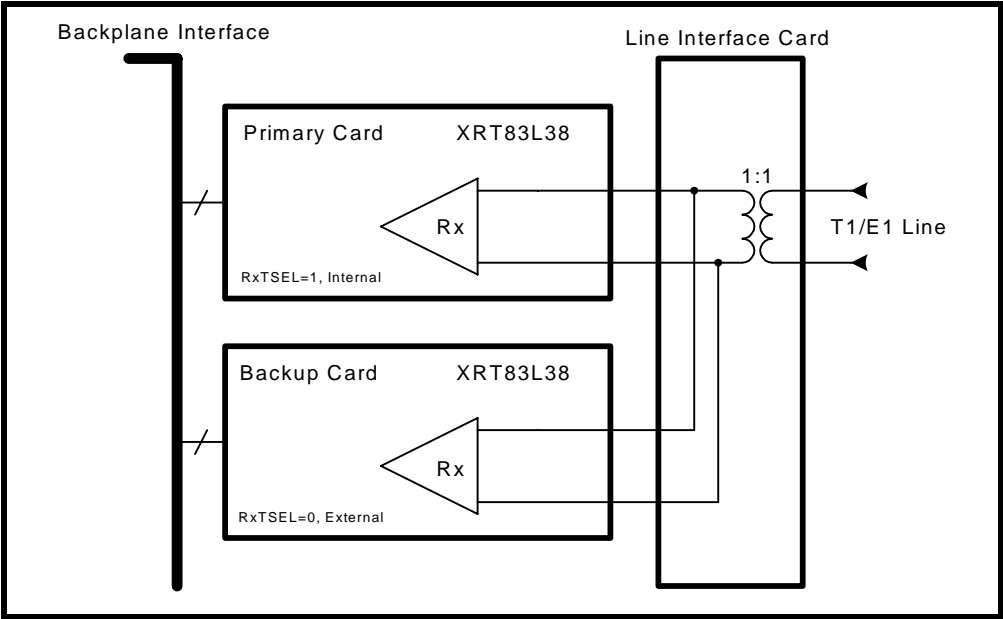 Backplane Interface
Line Interface Card
Primary Card XRT83L38
1:1
Rx
T1/E1 Line
RxTSEL=1, Internal
Backup Card XRT83L38
Rx
RxTSEL=0, External